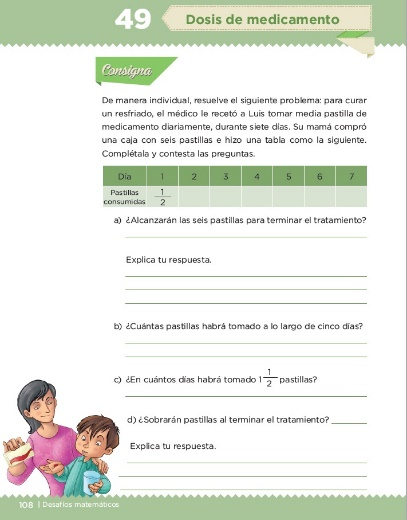 49 Dosis de medicamento
Consigna
De manera individual, resuelve el siguiente problema: para curar
un resfriado, el médico le recetó a Luis tomar media pastilla de
medicamento diariamente, durante siete días. Su mamá compró
una caja con seis pastillas e hizo una tabla como la siguiente.
Complétala y contesta las preguntas.
Día 1 2 3 4 5 6 7
Pastillas consumidas 1/2
a) ¿Alcanzarán las seis pastillas para terminar el tratamiento?
Explica tu respuesta.
b) ¿Cuántas pastillas habrá tomado a lo largo de cinco días?
c) ¿En cuántos días habrá tomado 1 1/2 pastillas?
d) ¿Sobrarán pastillas al terminar el tratamiento?
Explica tu respuesta.
108 | Desafíos matemáticos